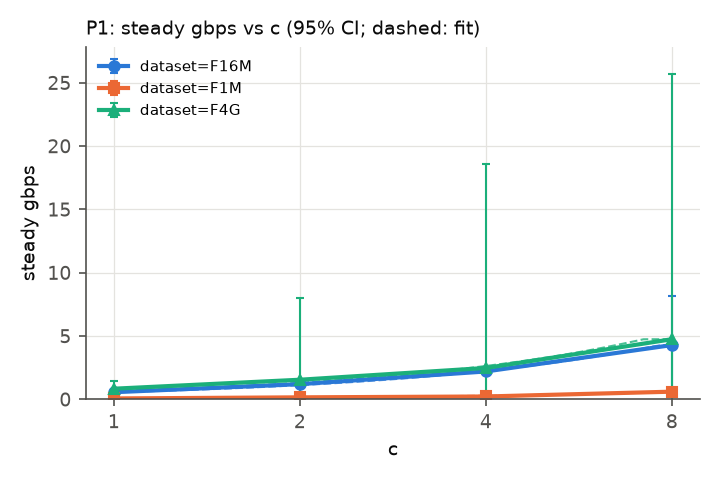 P1: steady gbps vs c (95% CI; dashed: fit)
dataset=F16M
dataset=F1M
dataset=F4G
steady gbps
25
20
15
10
5
0
1 2 4 8
c